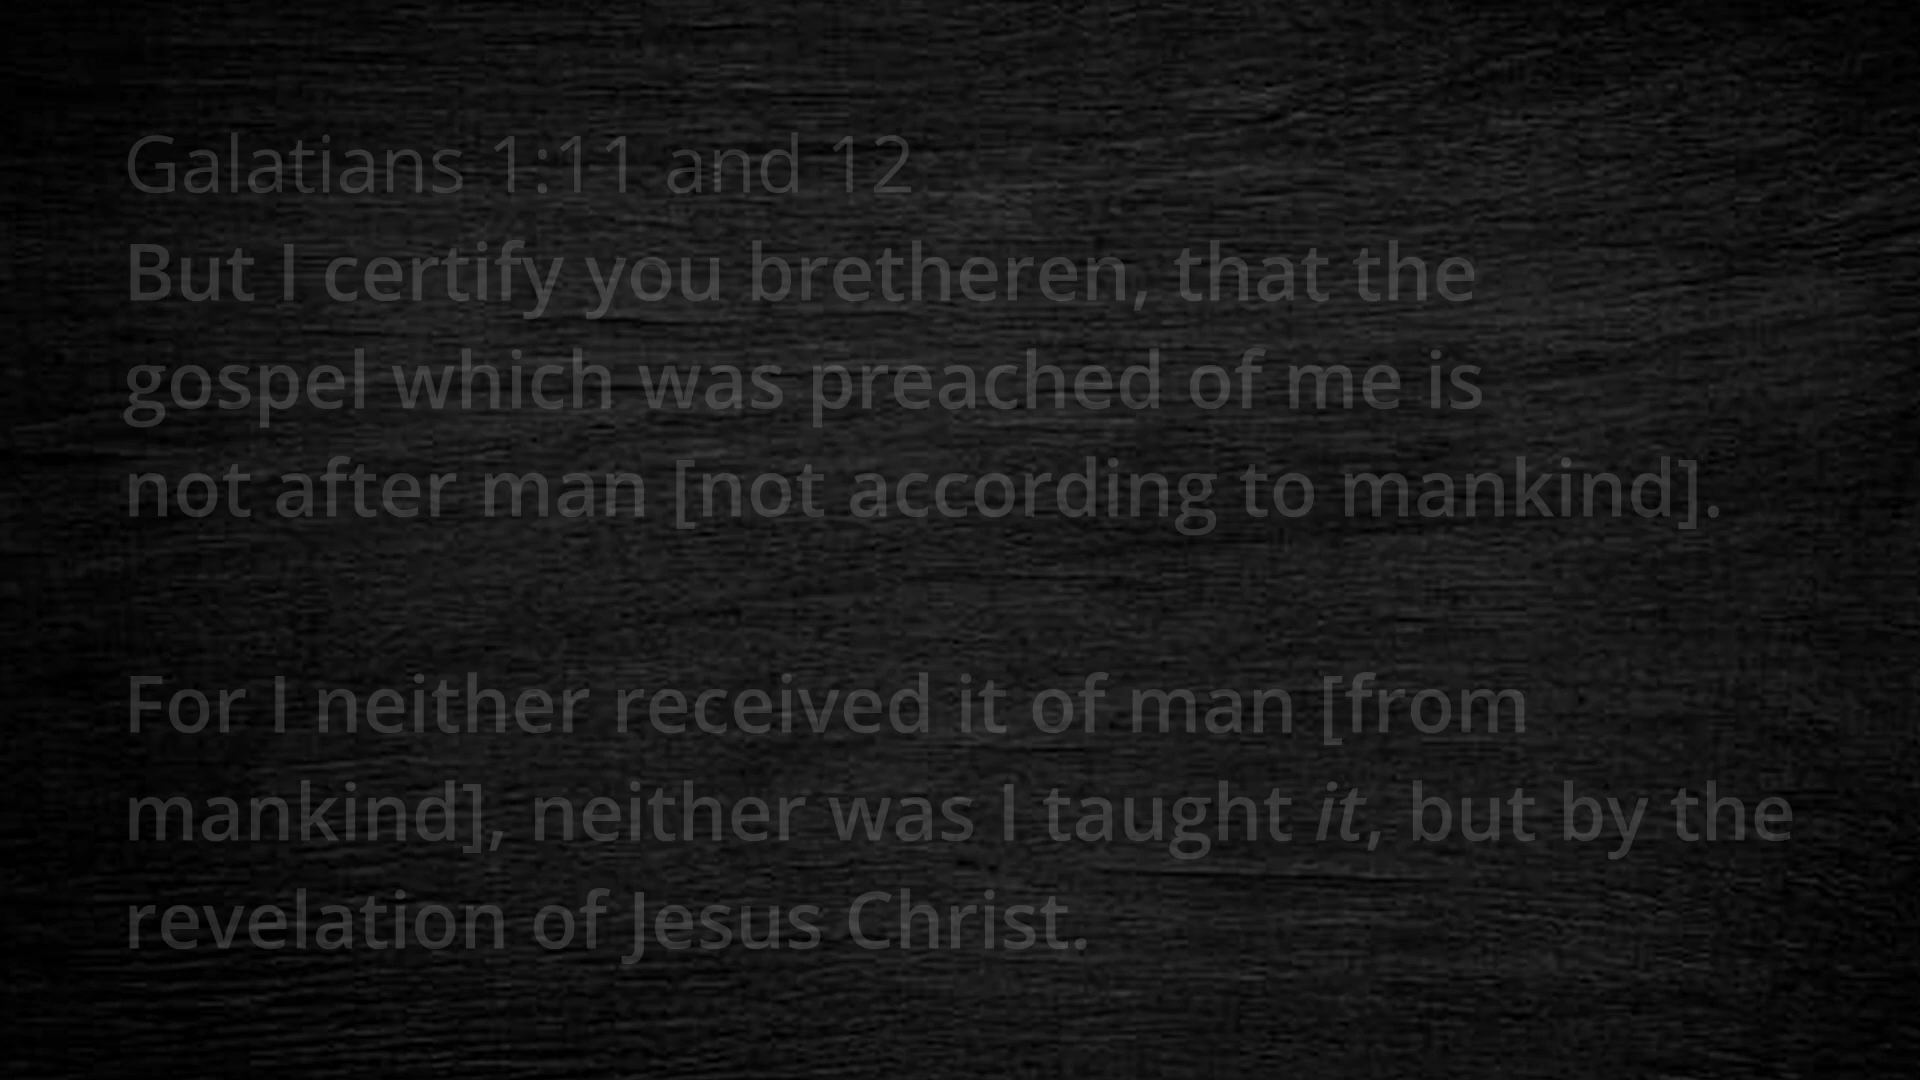 Galatians 1:11 and 12
But I certify you bretheren, that the
gospel which was preached of me is
not after man [not according to mankind].
For I neither received it of man [from
mankind], neither was I taught it, but by the
revelation of Jesus Christ.